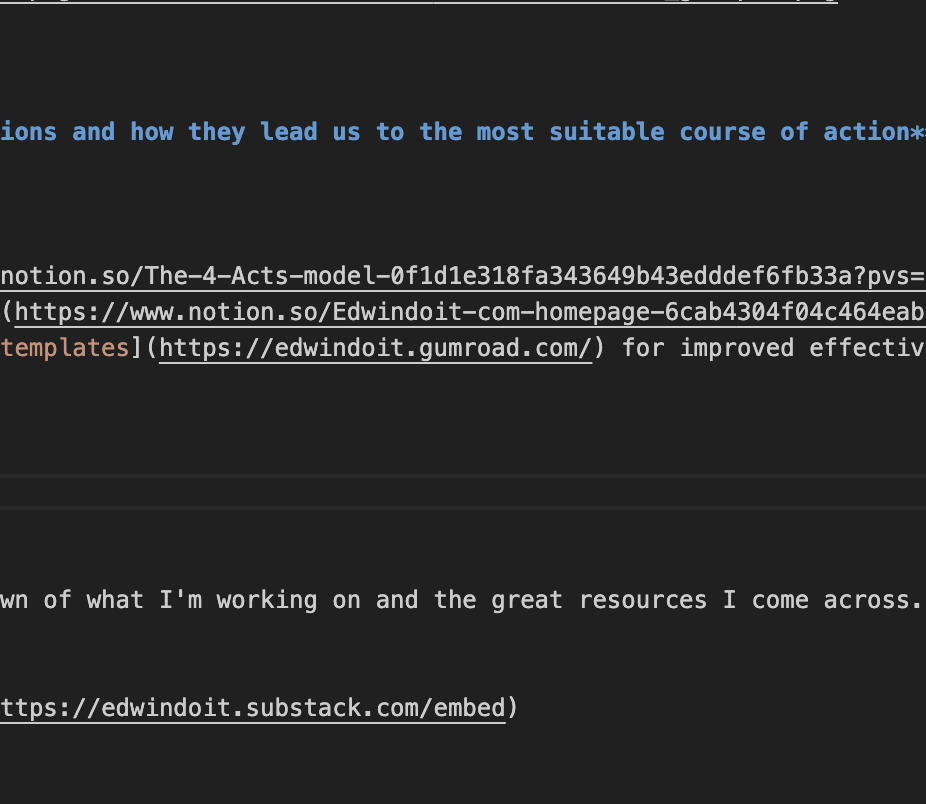 ions and how they lead us to the most suitable course of action**
notion.so/The-4-Acts-model-0f1d1e318fa343649b43edddef6fb33a?pvs=
(https://www.notion.so/Edwindoit-com-homepage-6cab4304f04c464eab
templates](https://edwindoit.gumroad.com/) for improved effectiv
wn of what I'm working on and the great resources I come across.
ttps://edwindoit.substack.com/embed)